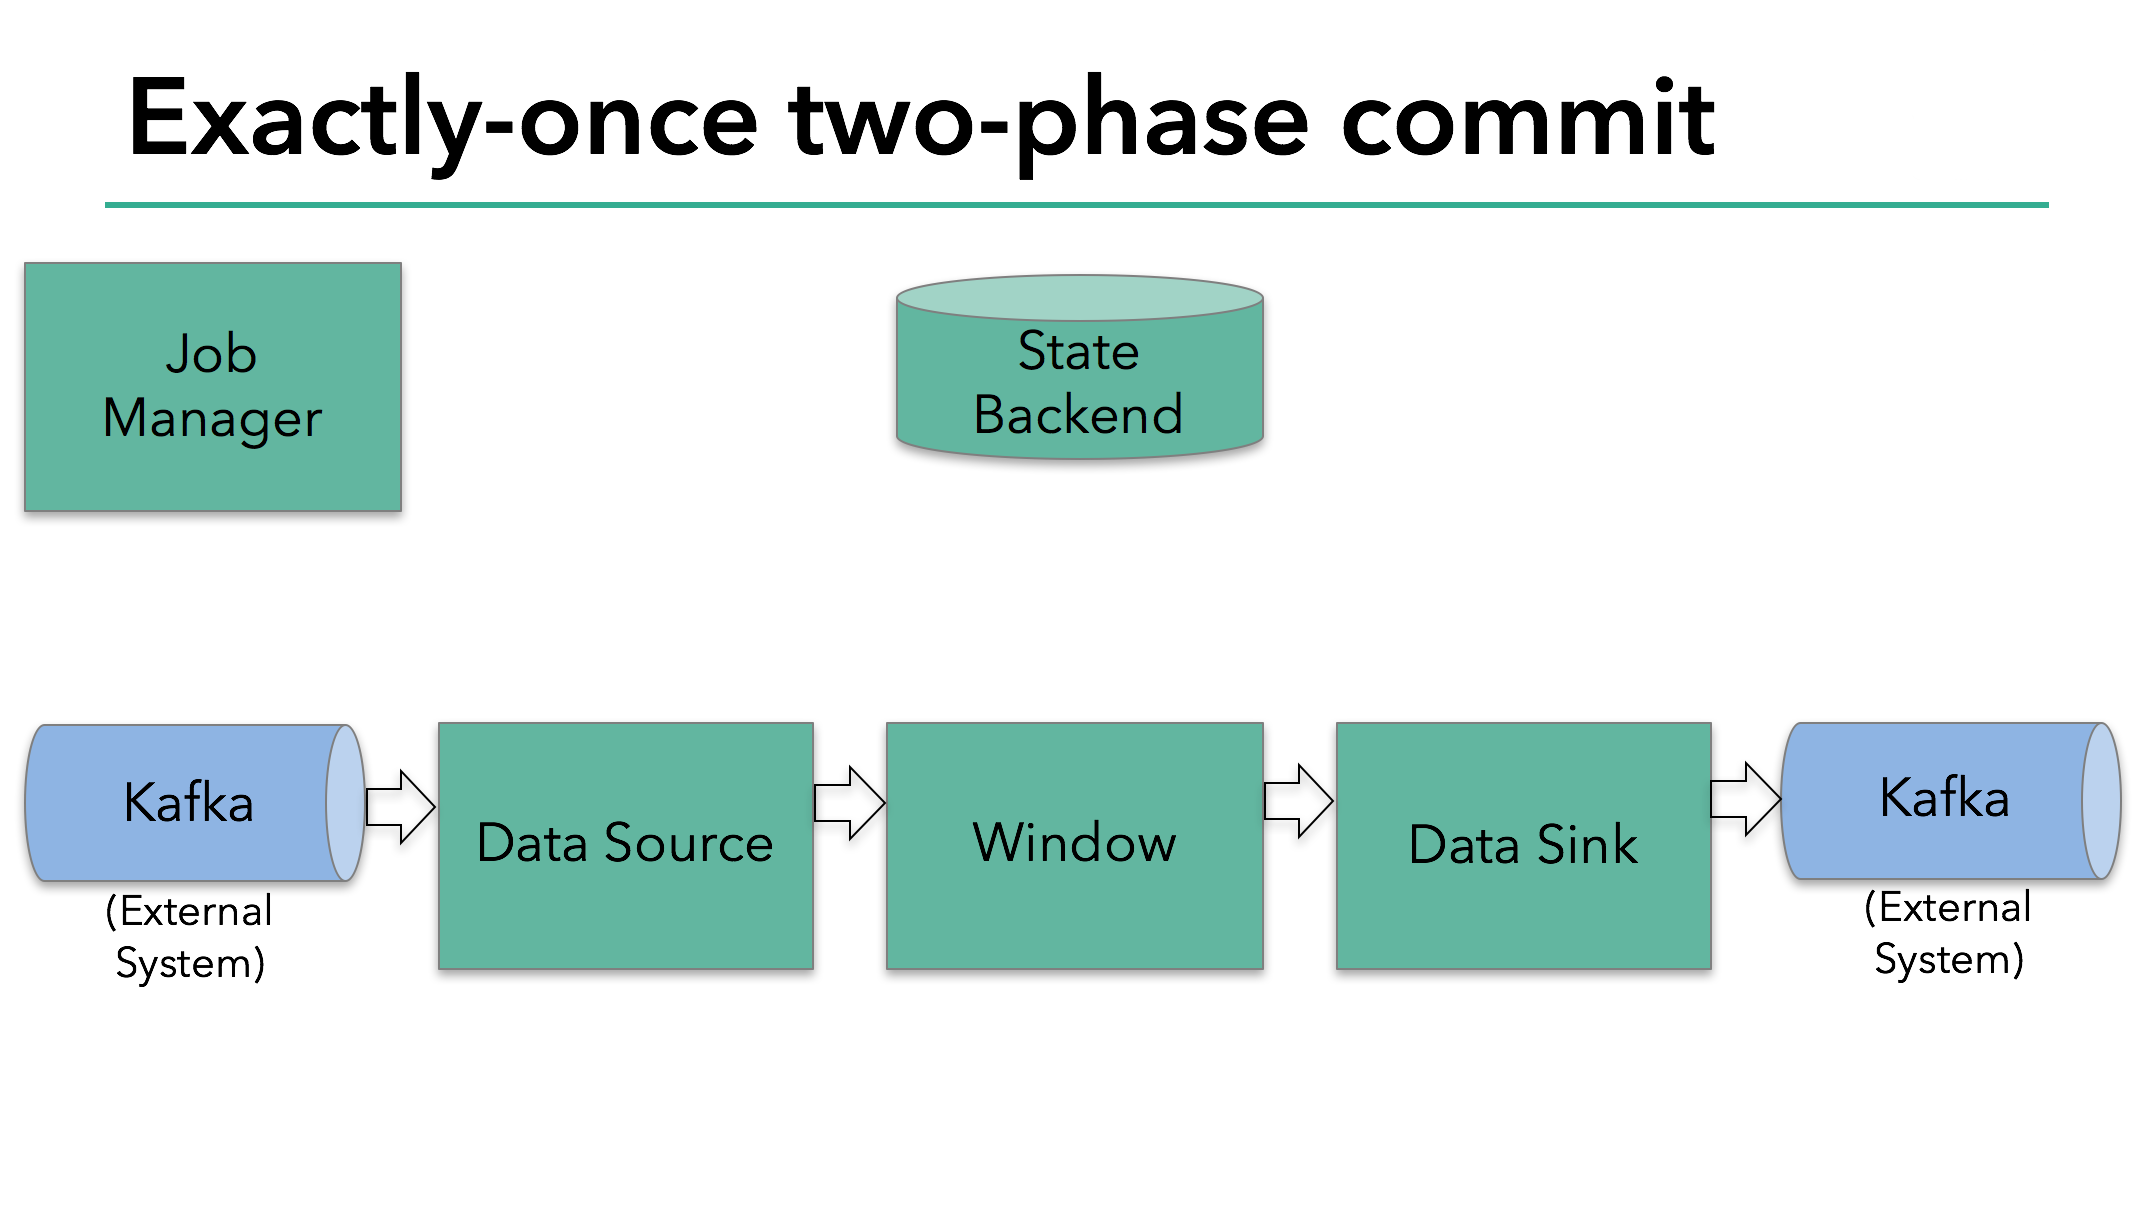 Exactly-once two-phase commit
Job
Manager
State
Backend
Kafka
(External
System)
Data Source
Window
Data Sink
Kafka
(External
System)